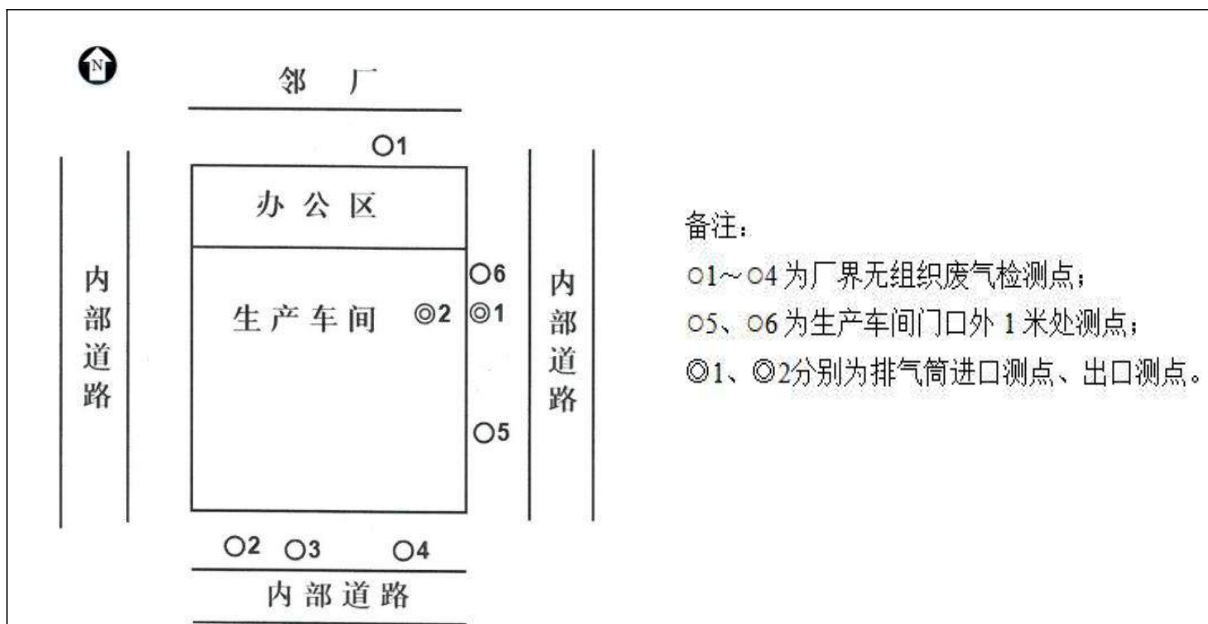 N
邻 厂
○1
办 公 区
○6
生产车间 ◎2 ◎1
○5
内部道路
内部道路
○2 ○3 ○4
内部道路
备注：
○1～○4 为厂界无组织废气检测点；
○5、○6 为生产车间门口外 1 米处测点；
◎1、◎2分别为排气筒进口测点、出口测点。